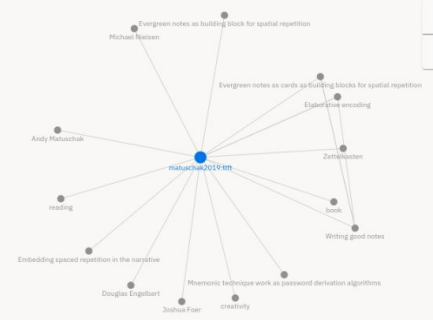 Evergreen notes as building block for spatial repetition
Michael Nielsen
Evergreen notes as cards as building blocks for spatial repetition
Elaborative encoding
Andy Matuschak
Zettelkasten
matuschak2019:ttft
reading
book
Writing good notes
Embedding spaced repetition in the narrative
Mnemonic technique work as password derivation algorithms
Douglas Engelbart
Joshua Foer
creativity